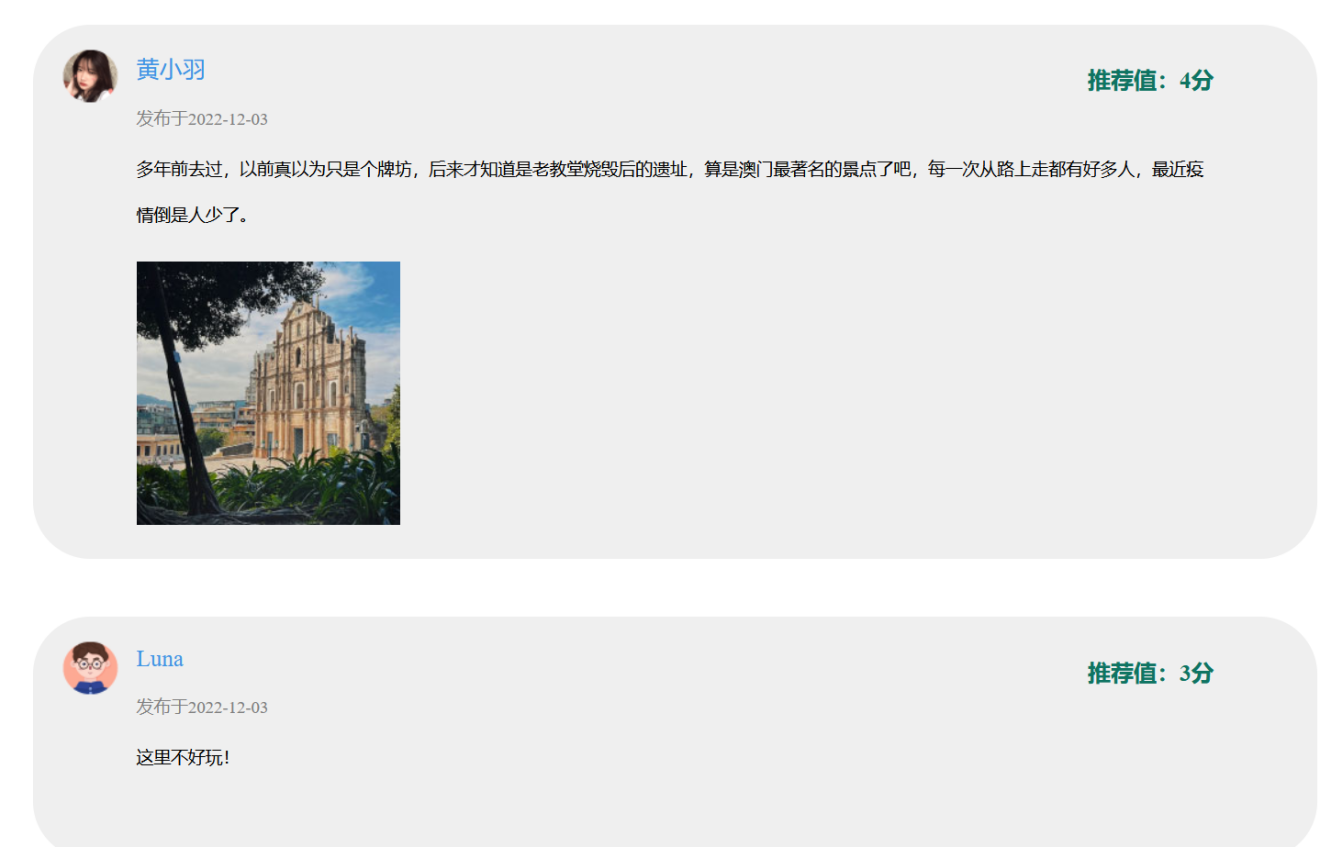 黄小羽
推荐值：4分
发布于2022-12-03
多年前去过，以前真以为只是个牌坊，后来才知道是老教堂烧毁后的遗址，算是澳门最著名的景点了吧，每一次从路上走都有好多人，最近疫
情倒是人少了。
Luna
推荐值：3分
发布于2022-12-03
这里不好玩！